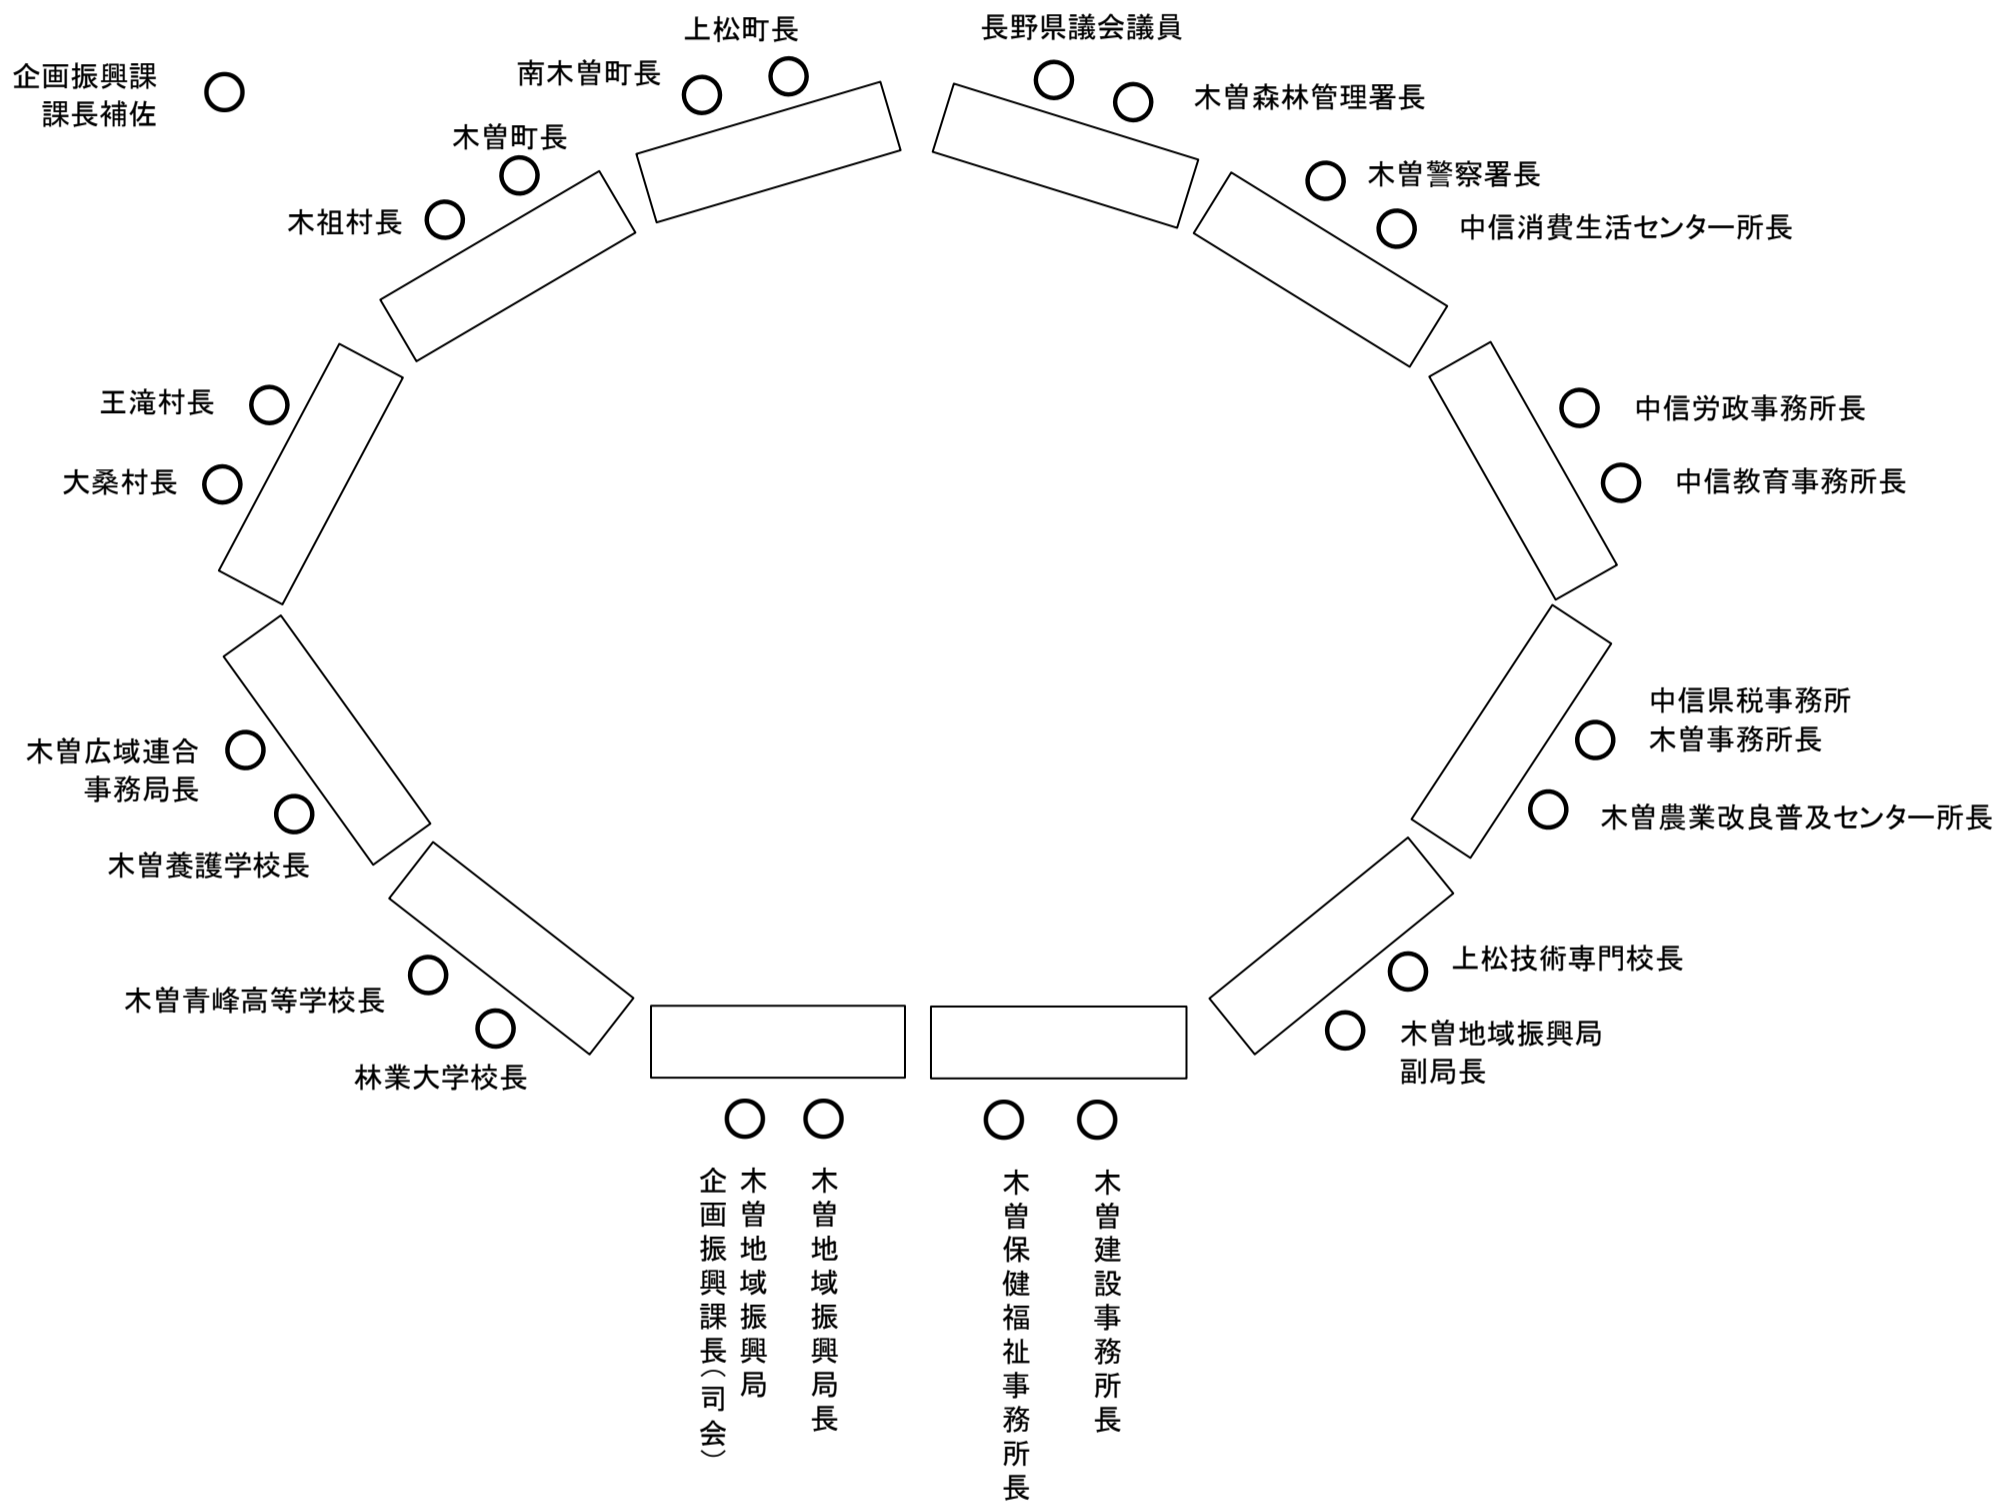 上松町長
長野県議会議員
企画振興課
課長補佐
南木曽町長
木曽森林管理署長
木曽町長
木曽警察署長
木祖村長
中信消費生活センター所長
王滝村長
中信労政事務所長
大桑村長
中信教育事務所長
中信県税事務所
木曽事務所長
木曽広域連合
事務局長
木曽農業改良普及センター所長
木曽養護学校長
上松技術専門校長
木曽青峰高等学校長
木曽地域振興局
副局長
林業大学校長
木曽地域振興局
企画振興課長（司会）
木曽地域振興局長
木曽保健福祉事務所長
木曽建設事務所長